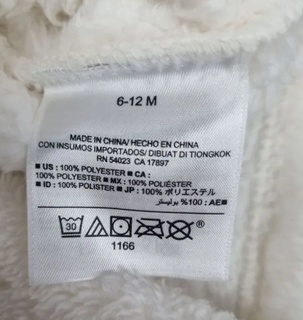 6-12 M
MADE IN CHINA/ HECHO EN CHINA
CON INSUMOS IMPORTADOS/ DIBUAT DI TIONGKOK
RN 54023 CA 17897
■ US : 100% POLYESTER ■ CA :
100% POLYESTER ■ MX : 100% POLIÉSTER
■ ID : 100% POLISTER ■ JP : 100% ポリエステル
■ AE : 100% بوليستر
30
1166